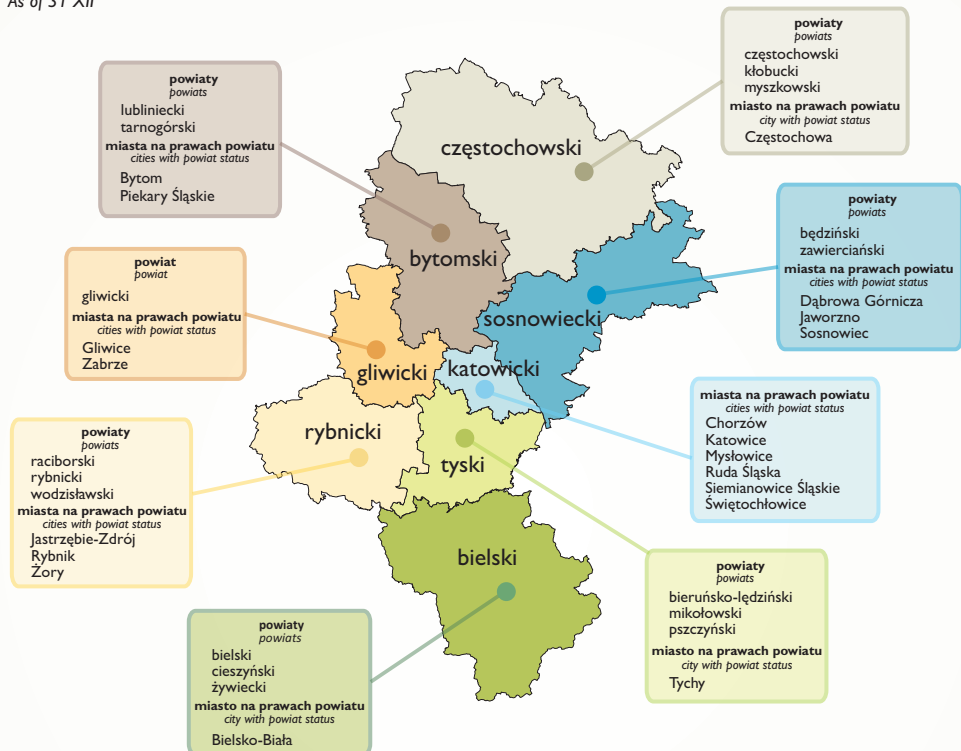 As of 31 XII
powiaty
powiats
częstochowski
kłobucki
myszkowski
miasto na prawach powiatu
city with powiat status
Częstochowa
powiaty
powiats
lubliniecki
tarnogórski
miasta na prawach powiatu
cities with powiat status
Bytom
Piekary Śląskie
częstochowski
powiaty
powiats
będziński
zawierciański
miasta na prawach powiatu
cities with powiat status
Dąbrowa Górnicza
Jaworzno
Sosnowiec
bytomski
powiat
powiat
gliwicki
miasta na prawach powiatu
cities with powiat status
Gliwice
Zabrze
sosnowiecki
gliwicki
katowicki
miasta na prawach powiatu
cities with powiat status
Chorzów
Katowice
Mysłowice
Ruda Śląska
Siemianowice Śląskie
Świętochłowice
rybnicki
powiaty
powiats
raciborski
rybnicki
wodzisławski
miasta na prawach powiatu
cities with powiat status
Jastrzębie-Zdrój
Rybnik
Żory
tyski
bielski
powiaty
powiats
bieruńsko-lędziński
mikołowski
pszczyński
miasto na prawach powiatu
city with powiat status
Tychy
powiaty
powiats
bielski
cieszyński
żywiecki
miasto na prawach powiatu
city with powiat status
Bielsko-Biała